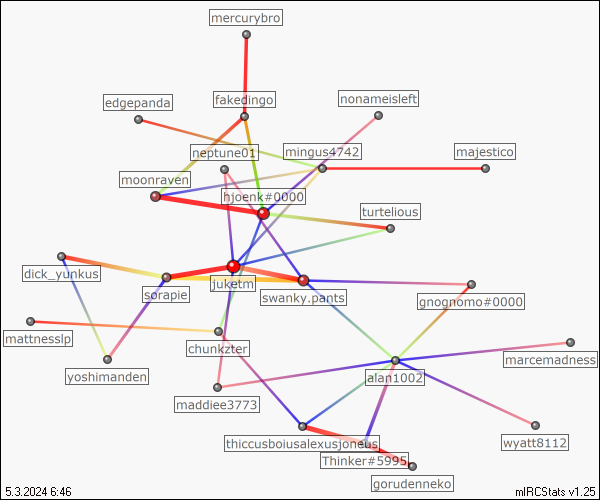 mercurybro
edgepanda
fakedingo
nonameisleft
neptune01
mingus4742
majestico
moonraven
hjoenk#0000
turtelious
dick_yunkus
sorapie
juketm
swanky.pants
gnognomo#0000
mattnesslp
chunkzter
marcemadness
yoshimanden
alan1002
maddiee3773
thiccusboiusalexusjoneus
wyatt8112
Thinker#5995
gorudenneko
5.3.2024 6:46
mIRCStats v1.25